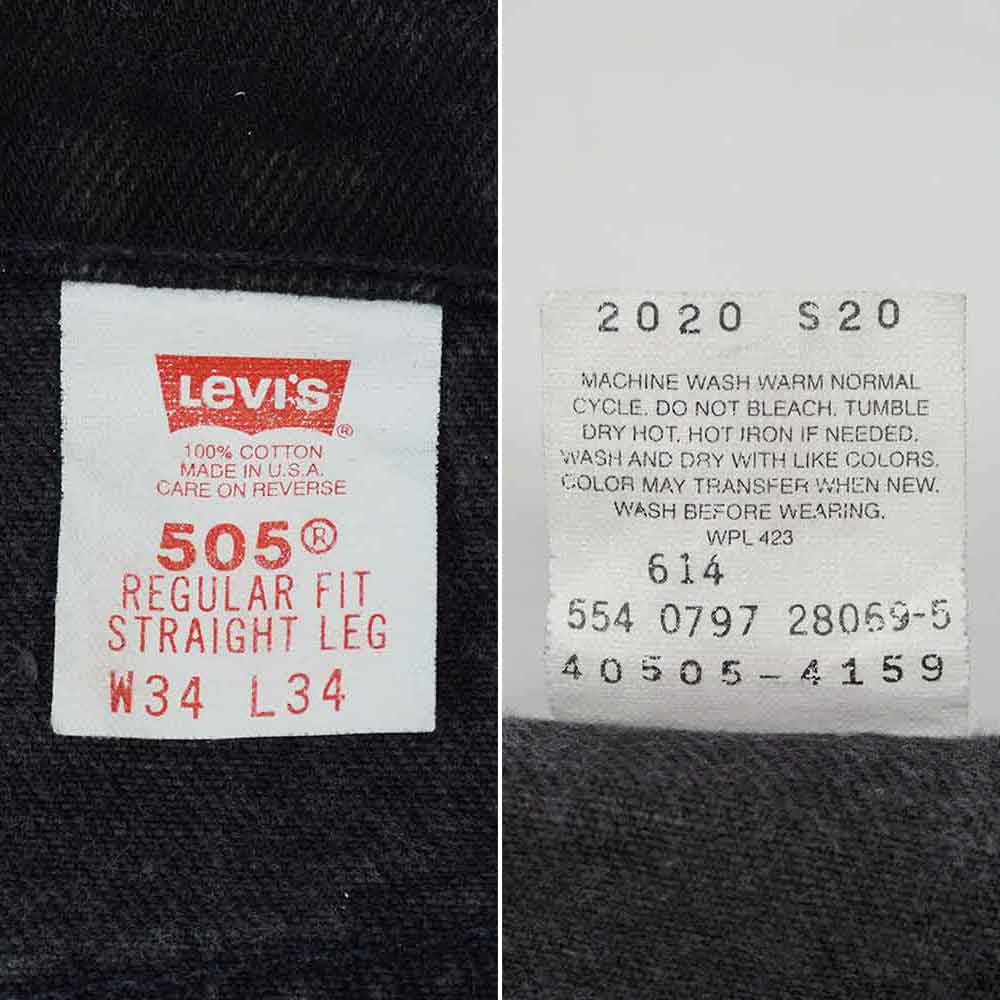 Levi's ®
100% COTTON
MADE IN U.S.A.
CARE ON REVERSE
505®
REGULAR FIT
STRAIGHT LEG
W34 L34
2020 S20
MACHINE WASH WARM NORMAL
CYCLE. DO NOT BLEACH. TUMBLE
DRY HOT. HOT IRON IF NEEDED.
WASH AND DRY WITH LIKE COLORS.
COLOR MAY TRANSFER WHEN NEW.
WASH BEFORE WEARING.
WPL 423
614
554 0797 28069-5
40505-4159